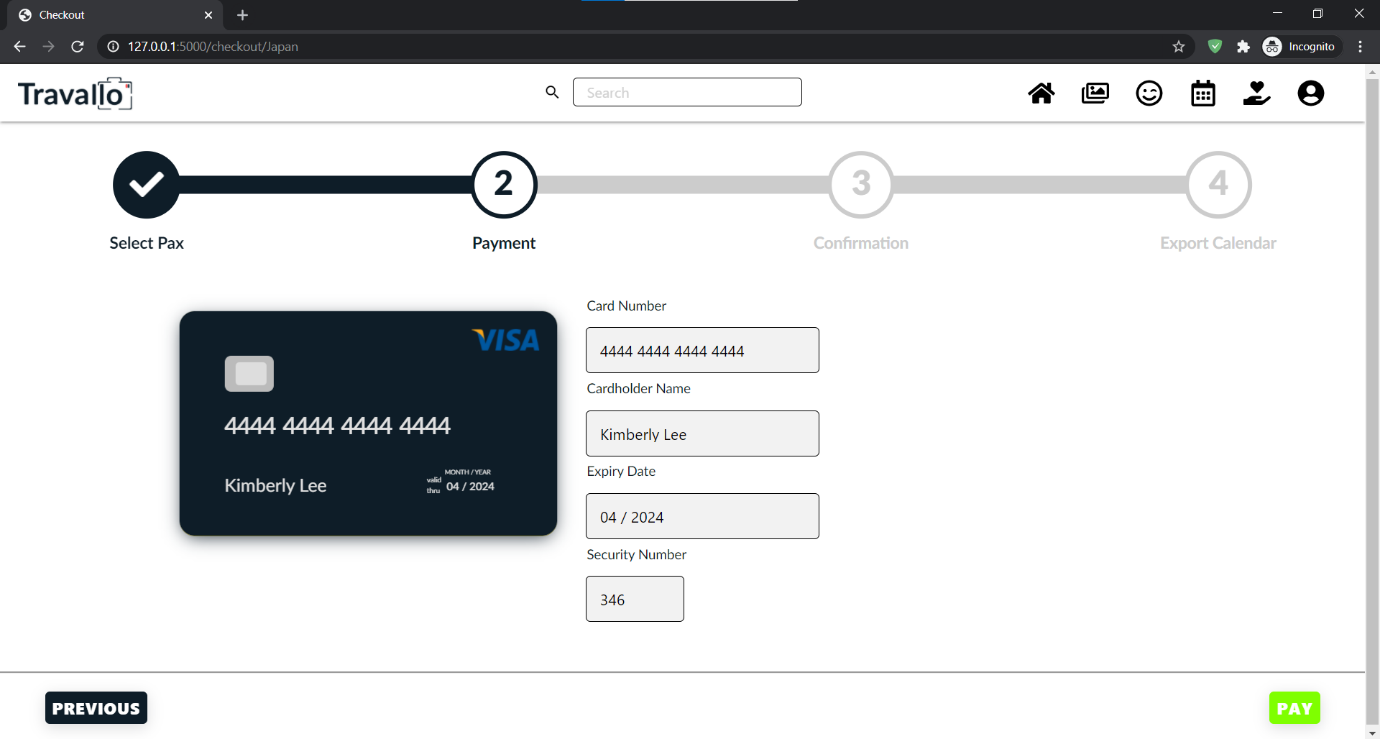 Checkout
127.0.0.1:5000/checkout/Japan
Incognito
Travallo
Search
2
3
4
Select Pax
Payment
Confirmation
Export Calendar
VISA
4444 4444 4444 4444
Kimberly Lee
MONTH / YEAR
valid
thru
04 / 2024
Card Number
4444 4444 4444 4444
Cardholder Name
Kimberly Lee
Expiry Date
04 / 2024
Security Number
346
PREVIOUS
PAY